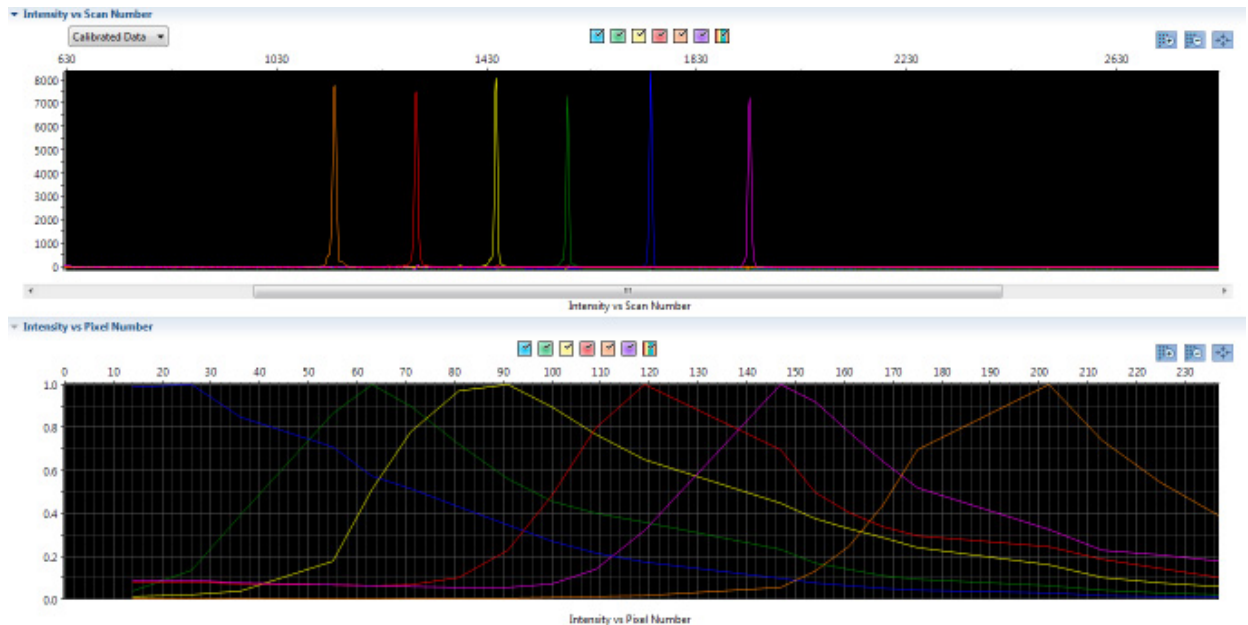 Intensity vs Scan Number
Calibrated Data
630 1030 1430 1830 2230 2630
8000
7000
6000
5000
4000
3000
2000
1000
0
Intensity vs Scan Number
Intensity vs Pixel Number
0 10 20 30 40 50 60 70 80 90 100 110 120 130 140 150 160 170 180 190 200 210 220 230
1.0
0.8
0.6
0.4
0.2
0.0
Intensity vs Pixel Number